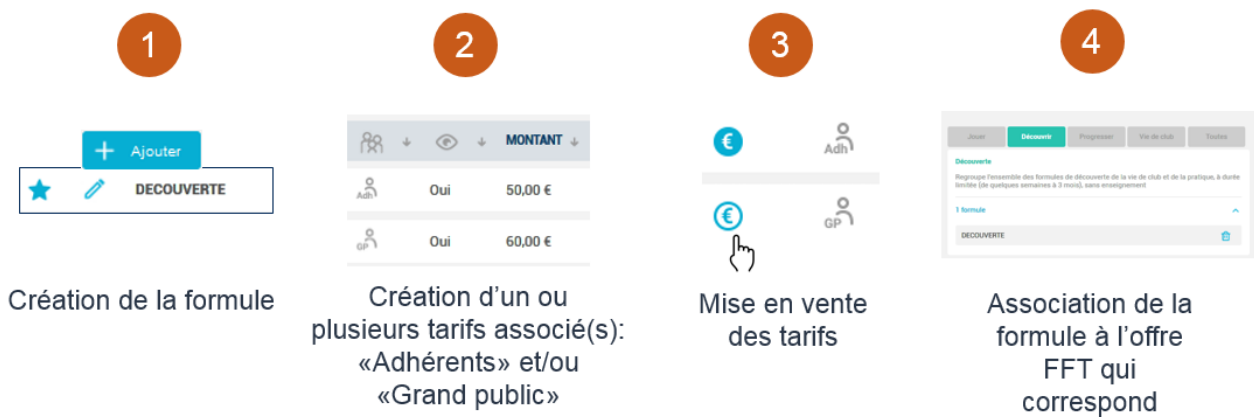 1
2
3
4
+ Ajouter
DECOUVERTE
MONTANT
Adh Oui 50,00 €
GP Oui 60,00 €
€ Adh
€ GP
Jouer Découvrir Progresser Vie de club Toutes
Découverte
Regroupe l'ensemble des formules de découverte de la vie de club et de la pratique, à durée
limitée (de quelques semaines à 3 mois), sans enseignement
1 formule
DECOUVERTE
Création de la formule
Création d'un ou
plusieurs tarifs associé(s):
«Adhérents» et/ou
«Grand public»
Mise en vente
des tarifs
Association de la
formule à l'offre
FFT qui
correspond